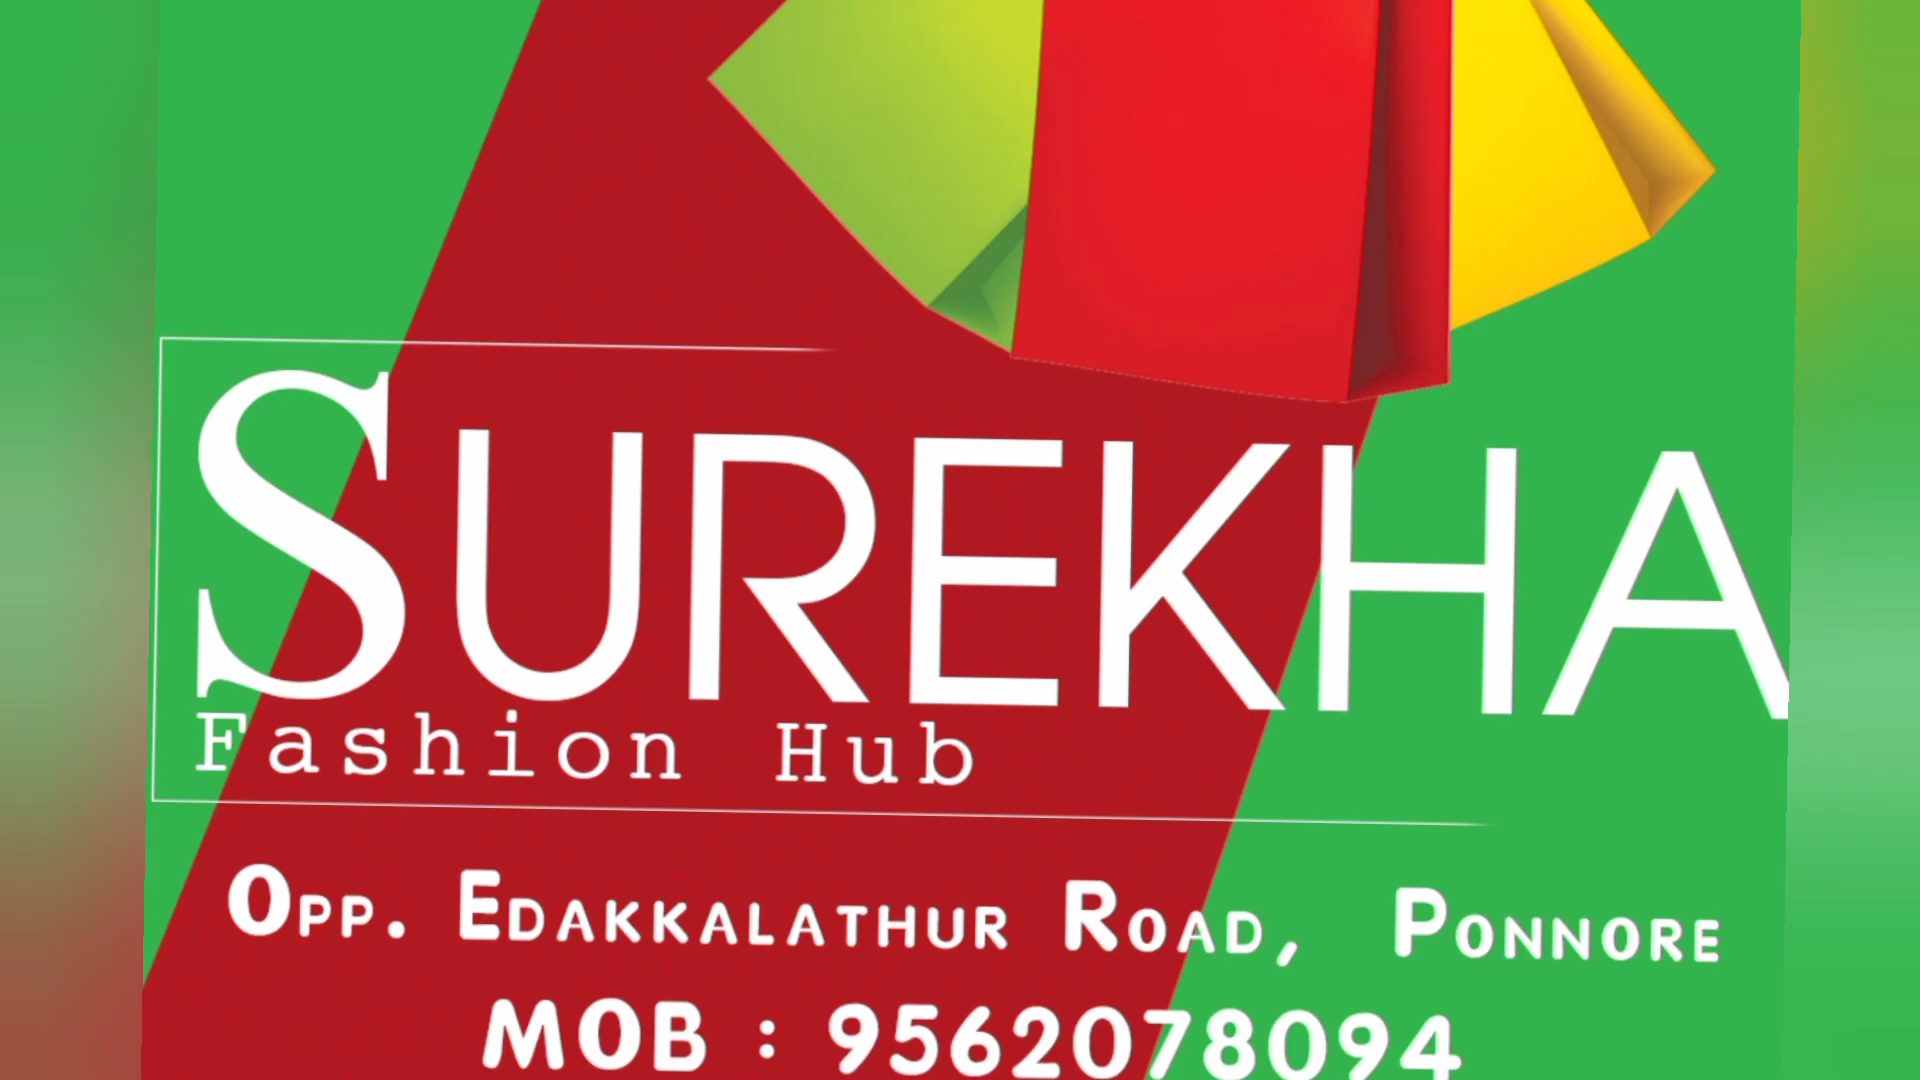 SUREKHA
Fashion Hub
OPP. EDAKKALATHUR ROAD, PONNORE
MOB : 9562078094